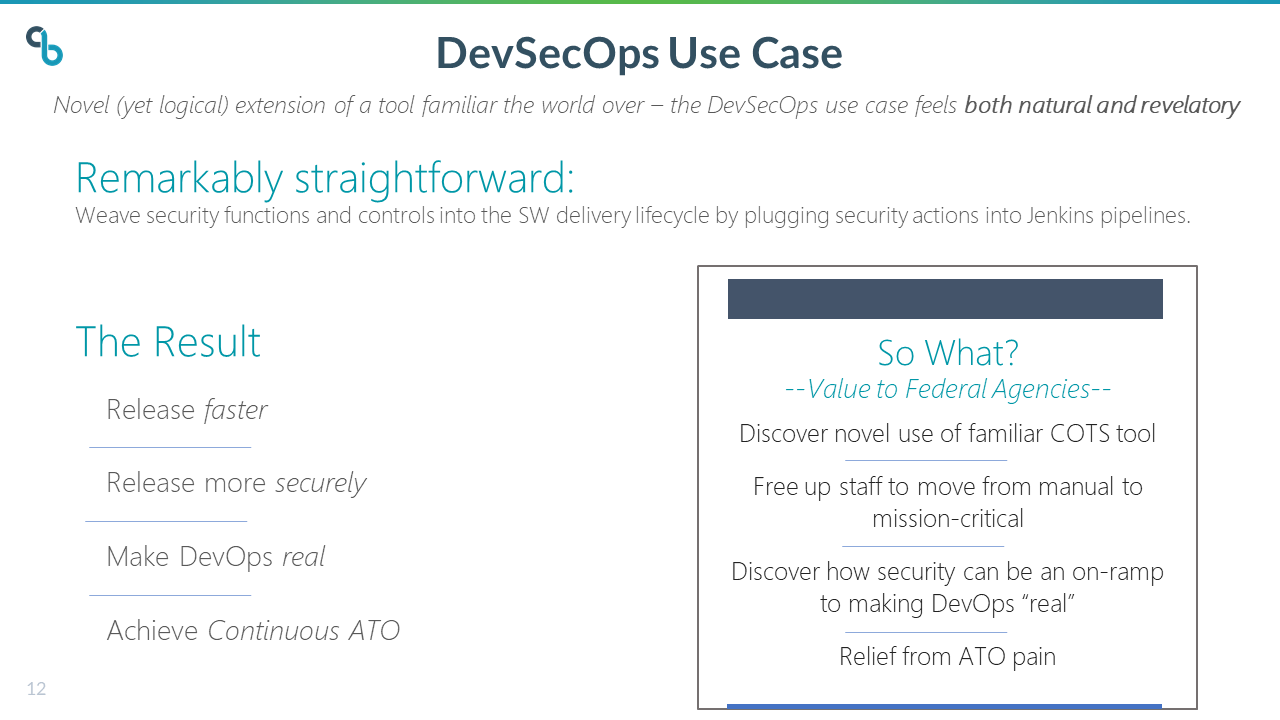 DevSecOps Use Case
Novel (yet logical) extension of a tool familiar the world over – the DevSecOps use case feels both natural and revelatory
Remarkably straightforward:
Weave security functions and controls into the SW delivery lifecycle by plugging security actions into Jenkins pipelines.
The Result
Release faster
Release more securely
Make DevOps real
Achieve Continuous ATO
So What?
--Value to Federal Agencies--
Discover novel use of familiar COTS tool
Free up staff to move from manual to
mission-critical
Discover how security can be an on-ramp
to making DevOps “real”
Relief from ATO pain
12